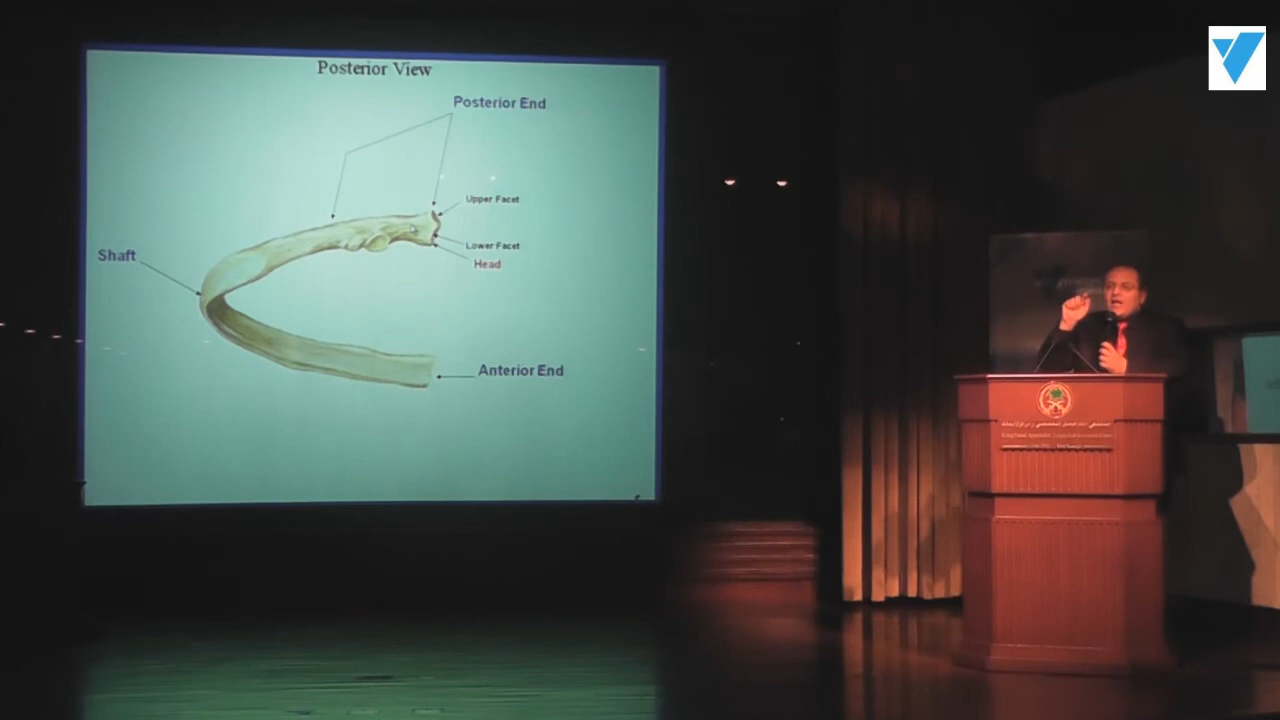 Posterior View
Posterior End
Upper Facet
Shaft
Lower Facet
Head
Anterior End